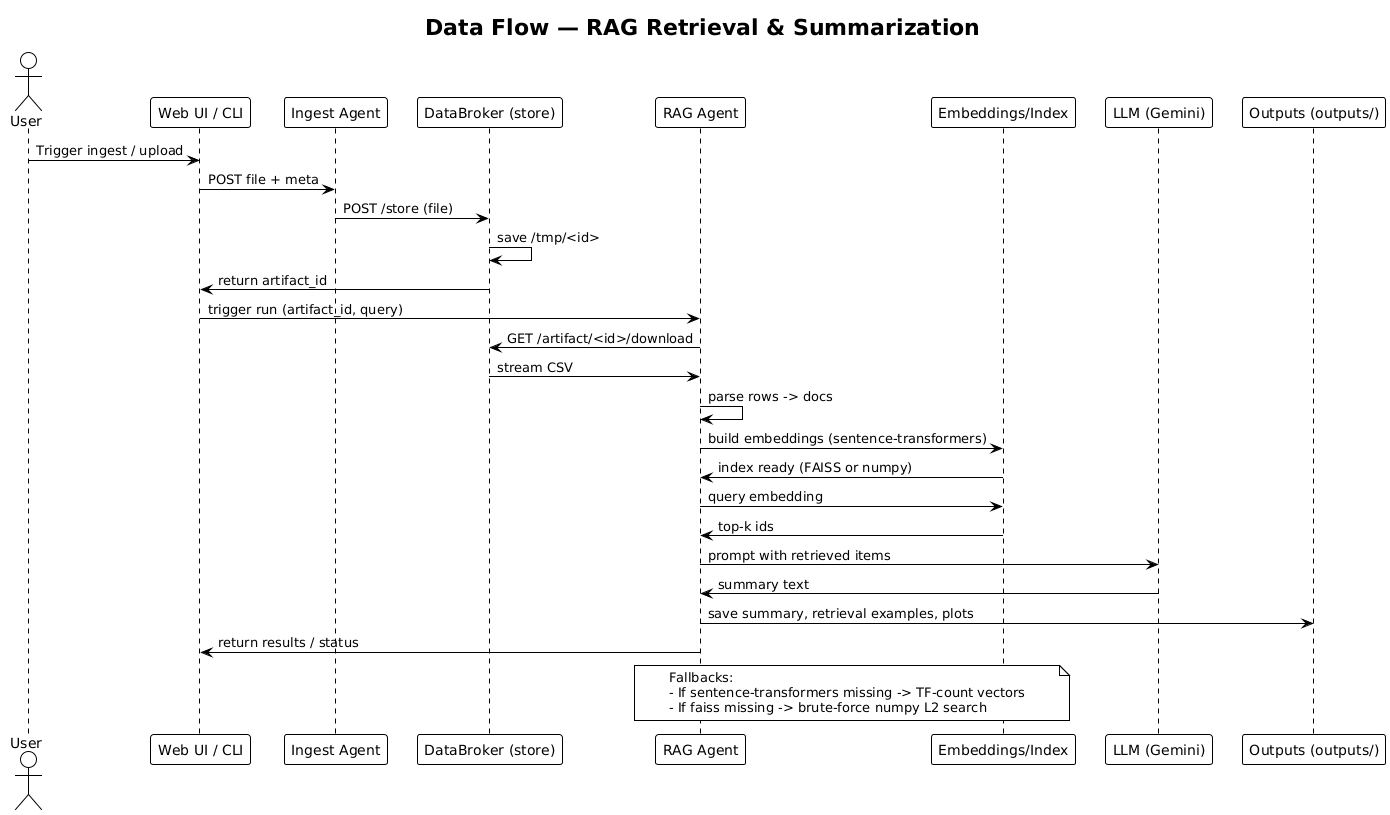 Data Flow — RAG Retrieval & Summarization
User
Web UI / CLI
Ingest Agent
DataBroker (store)
RAG Agent
Embeddings/Index
LLM (Gemini)
Outputs (outputs/)
Trigger ingest / upload
POST file + meta
POST /store (file)
save /tmp/<id>
return artifact_id
trigger run (artifact_id, query)
GET /artifact/<id>/download
stream CSV
parse rows -> docs
build embeddings (sentence-transformers)
index ready (FAISS or numpy)
query embedding
top-k ids
prompt with retrieved items
summary text
save summary, retrieval examples, plots
return results / status
Fallbacks:
- If sentence-transformers missing -> TF-count vectors
- If faiss missing -> brute-force numpy L2 search
User
Web UI / CLI
Ingest Agent
DataBroker (store)
RAG Agent
Embeddings/Index
LLM (Gemini)
Outputs (outputs/)